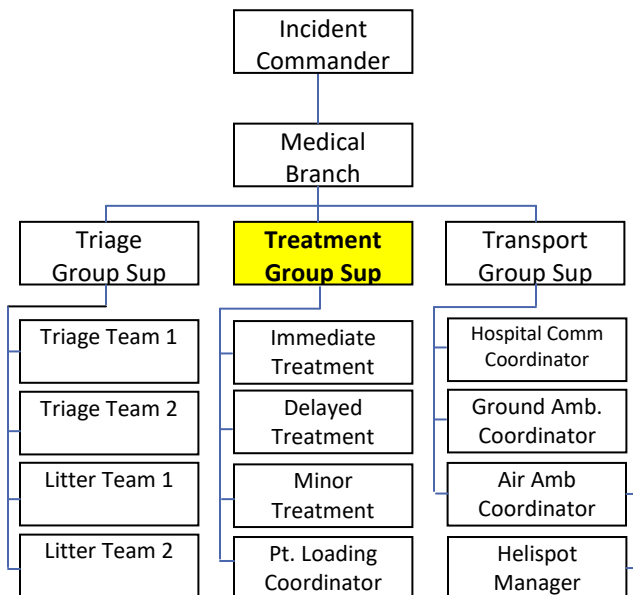 Incident
Commander
Medical
Branch
Triage
Group Sup
Treatment
Group Sup
Transport
Group Sup
Triage Team 1
Triage Team 2
Litter Team 1
Litter Team 2
Immediate
Treatment
Delayed
Treatment
Minor
Treatment
Pt. Loading
Coordinator
Hospital Comm
Coordinator
Ground Amb.
Coordinator
Air Amb
Coordinator
Helispot
Manager